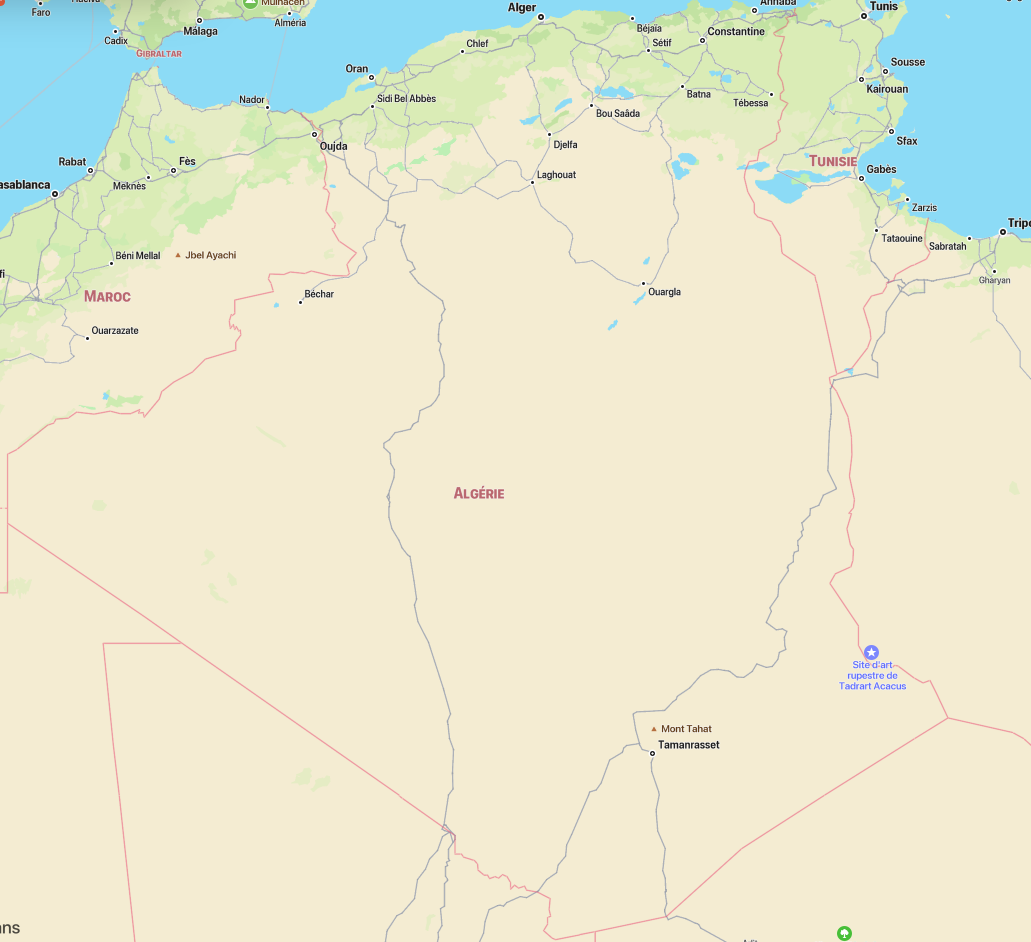 Mulhacén
Faro
Almería
Málaga
Cadix
GIBRALTAR
Alger
Annaba
Tunis
Béjaïa
Constantine
Sétif
Chlef
Oran
Sousse
Kairouan
Batna
Tébessa
Nador
Sidi Bel Abbès
Bou Saâda
Oujda
Djelfa
Sfax
Rabat
Fès
TUNISIE
Gabès
Laghouat
Meknès
asablanca
Zarzis
Tripo
Tataouine
Sabratah
Béni Mellal
Jbel Ayachi
fi
Gharyan
Béchar
Ouargla
MAROC
Ouarzazate
ALGÉRIE
Site d'art
rupestre de
Tadrart Acacus
Mont Tahat
Tamanrasset
ns